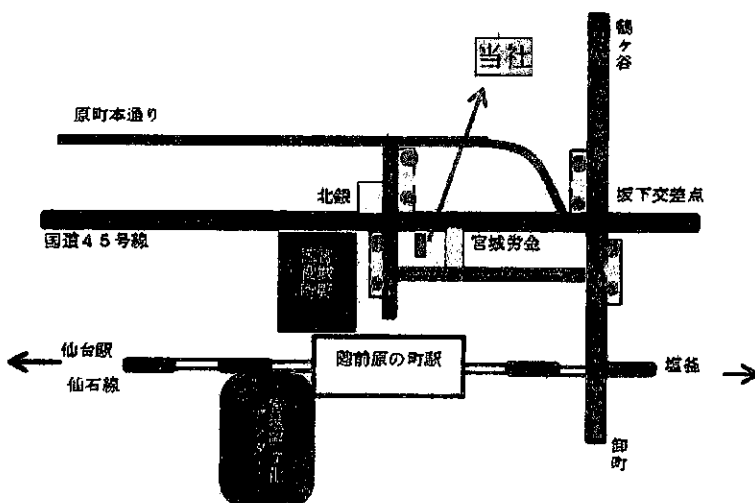 鶴ヶ谷
当社
原町本通り
北銀
坂下交差点
国道45号線
宮城労金
仙台駅
陸前原の町駅
塩釜
仙石線
卸町